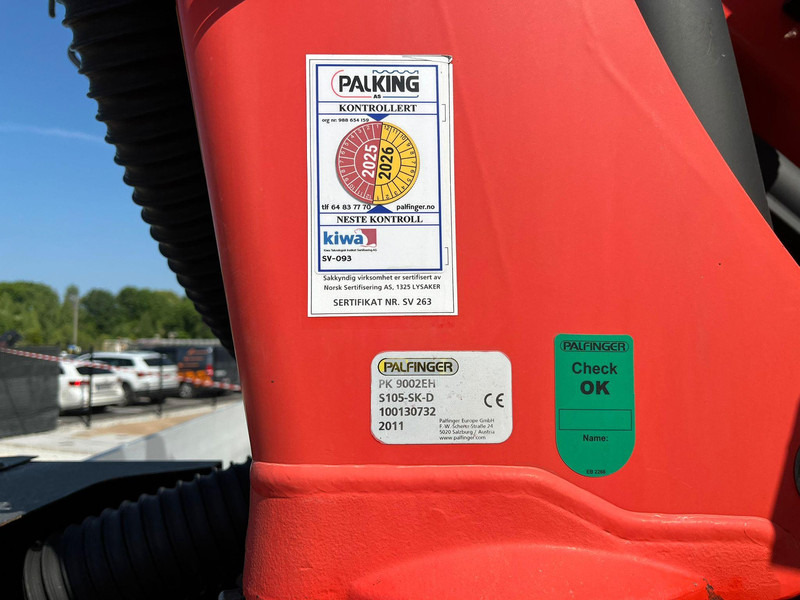 PALKING
AS
KONTROLLERT
org nr: 988 654 159
2025
2026
tlf 64 83 77 70 palfinger.no
NESTE KONTROLL
kiwa
SV-093
Sakkyndig virksomhet er sertifisert av
Norsk Sertifisering AS, 1325 LYSAKER
SERTIFIKAT NR. SV 263
PALFINGER
PK 9002EH
S105-SK-D
100130732
2011
CE
Palfinger Europe GmbH
F. W. Scherer-Straße 24
5020 Salzburg / Austria
www.palfinger.com
PALFINGER
Check
OK
Name: